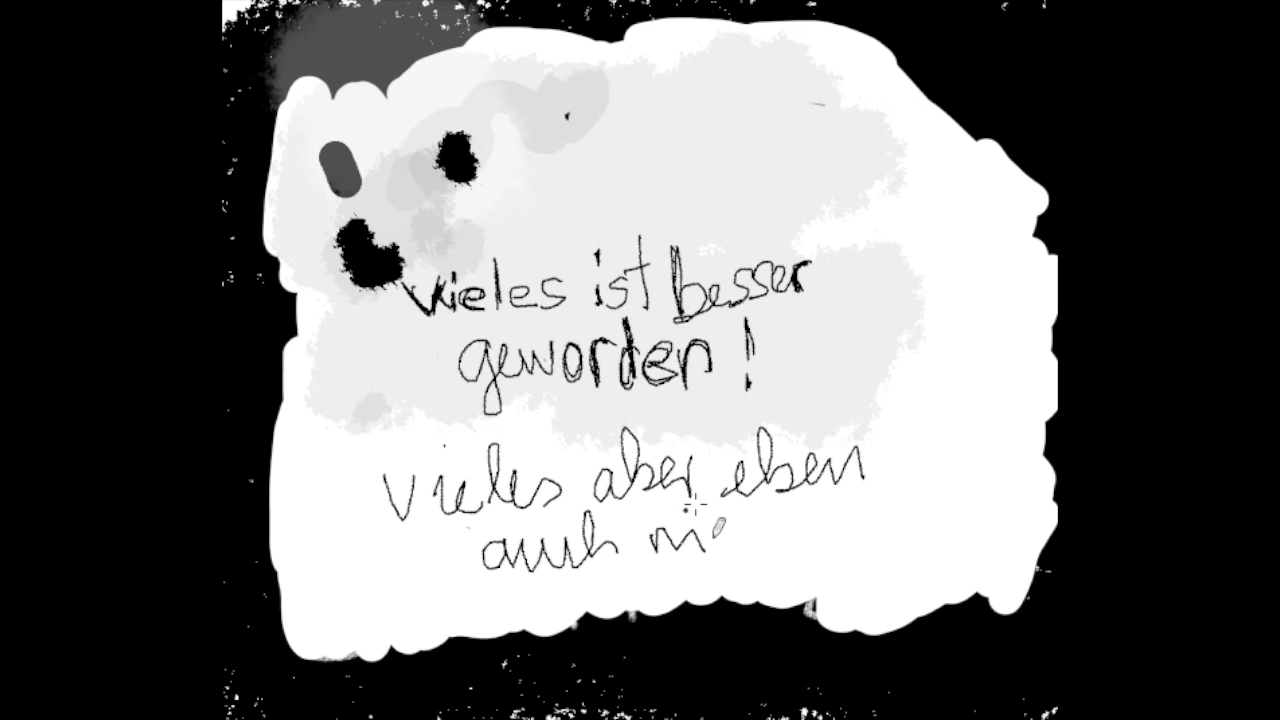 vieles ist besser
geworden !
vieles aber eben
auch